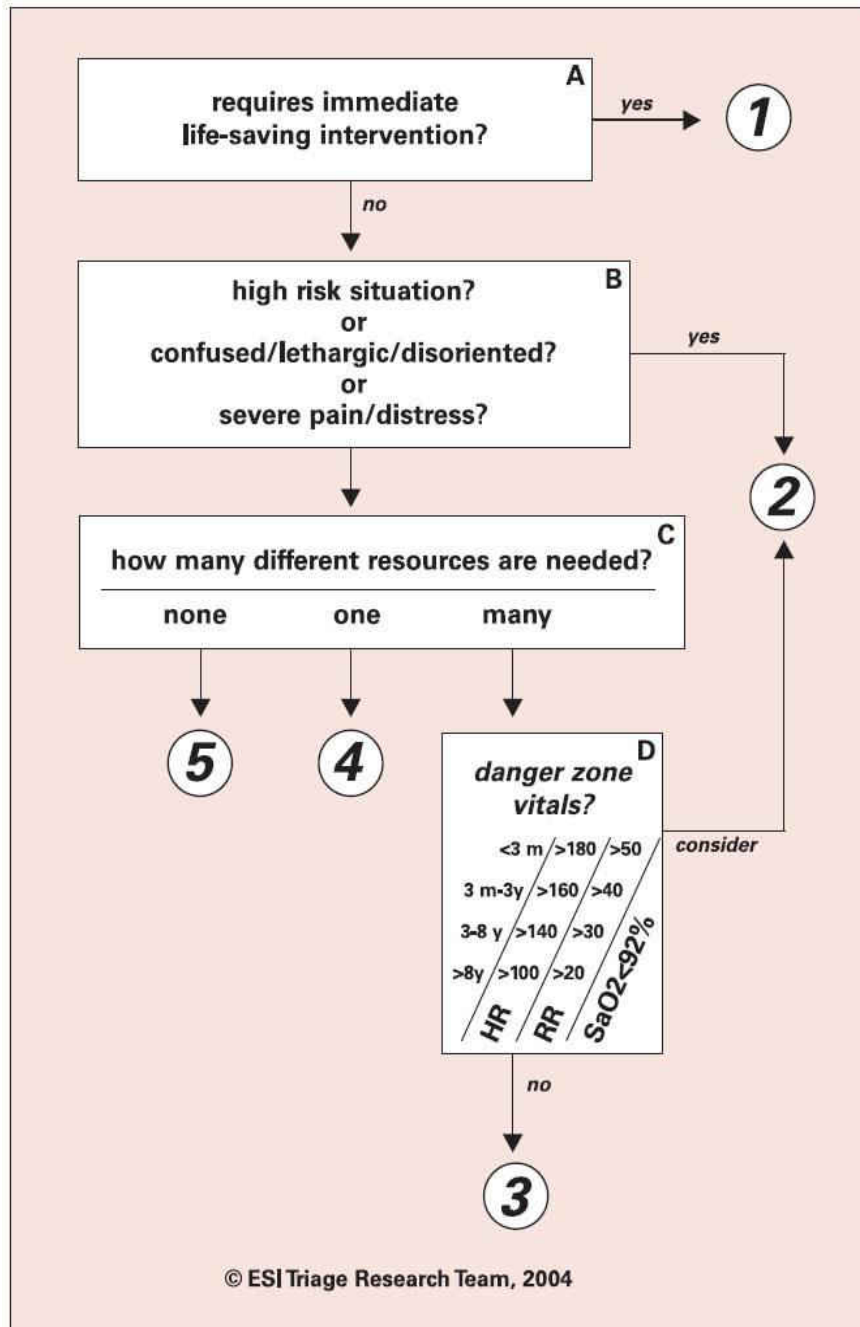 A
requires immediate
life-saving intervention?
yes
1
no
B
high risk situation?
or
confused/lethargic/disoriented?
or
severe pain/distress?
yes
2
C
how many different resources are needed?
none one many
5 4
D
danger zone
vitals?
<3 m >180 >50
3 m-3y >160 >40
3-8 y >140 >30
>8y >100 >20
HR RR SaO2<92%
consider
no
3
© ESI Triage Research Team, 2004